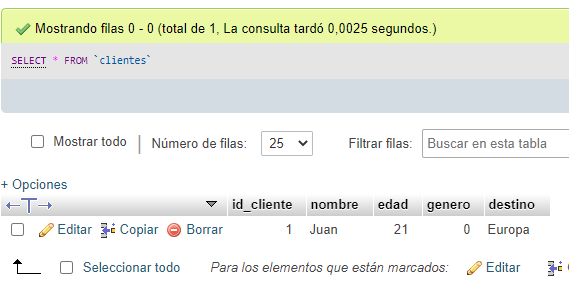 Mostrando filas 0 - 0 (total de 1, La consulta tardó 0,0025 segundos.)
SELECT * FROM `clientes`
Mostrar todo | Número de filas: 25 Filtrar filas: Buscar en esta tabla
+ Opciones
←T→ id_cliente nombre edad genero destino
Editar Copiar Borrar 1 Juan 21 0 Europa
Seleccionar todo Para los elementos que están marcados: Editar